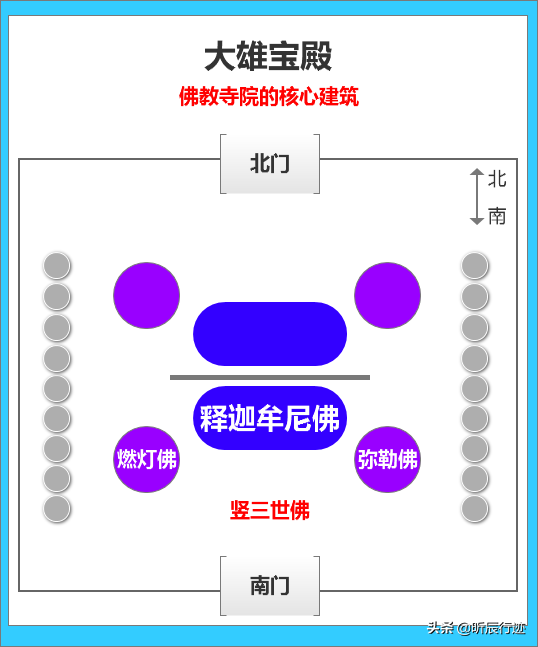 大雄宝殿
佛教寺院的核心建筑
北门
北
南
释迦牟尼佛
燃灯佛
弥勒佛
竖三世佛
南门
头条 @昕辰行迹